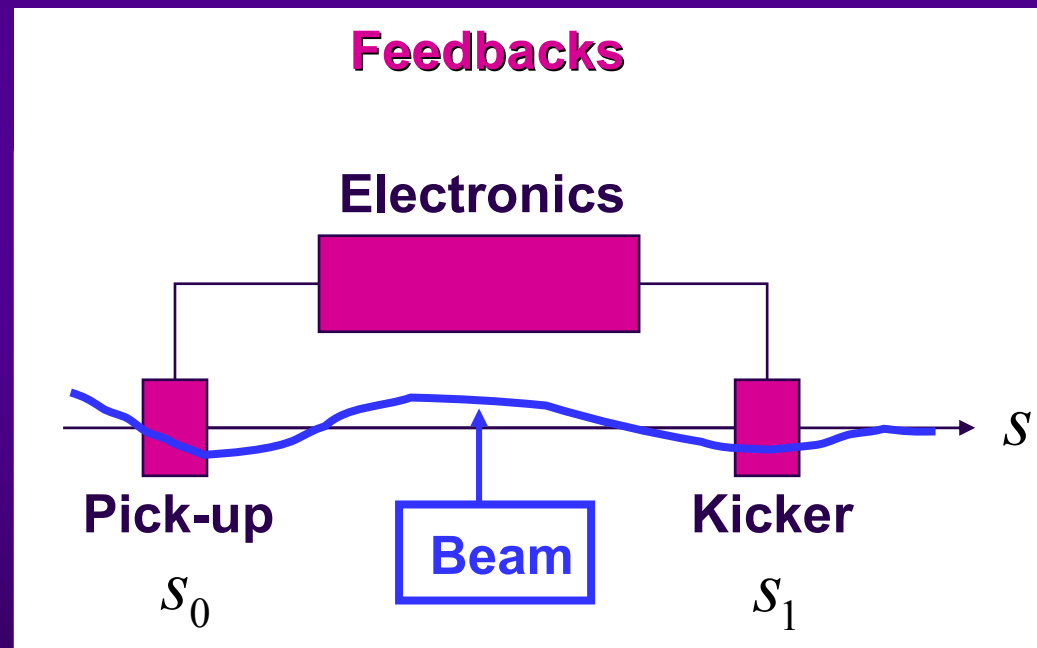 Feedbacks
Electronics
s
Pick-up
Kicker
Beam
s₀
s₁